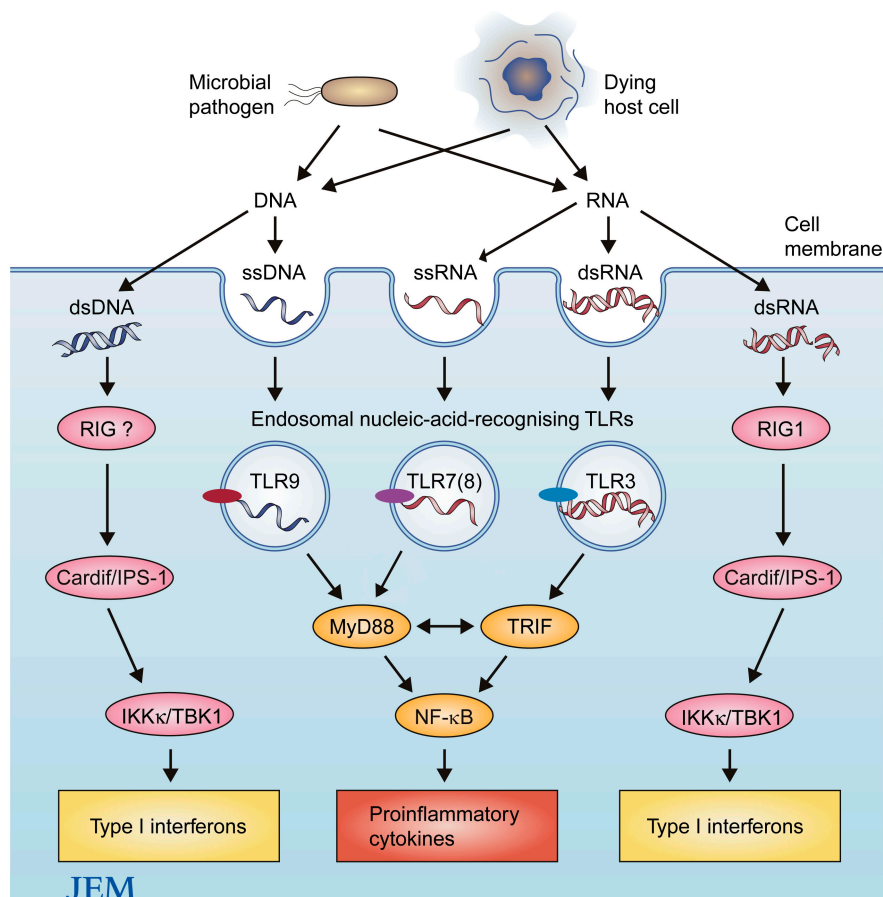 Microbial
pathogen
Dying
host cell
DNA
RNA
Cell
membrane
ssDNA
ssRNA
dsRNA
dsDNA
dsRNA
Endosomal nucleic-acid-recognising TLRs
RIG ?
RIG1
TLR9
TLR7(8)
TLR3
Cardif/IPS-1
Cardif/IPS-1
MyD88
TRIF
IKKκ/TBK1
NF-κB
IKKκ/TBK1
Type I interferons
Proinflammatory
cytokines
Type I interferons
JEM